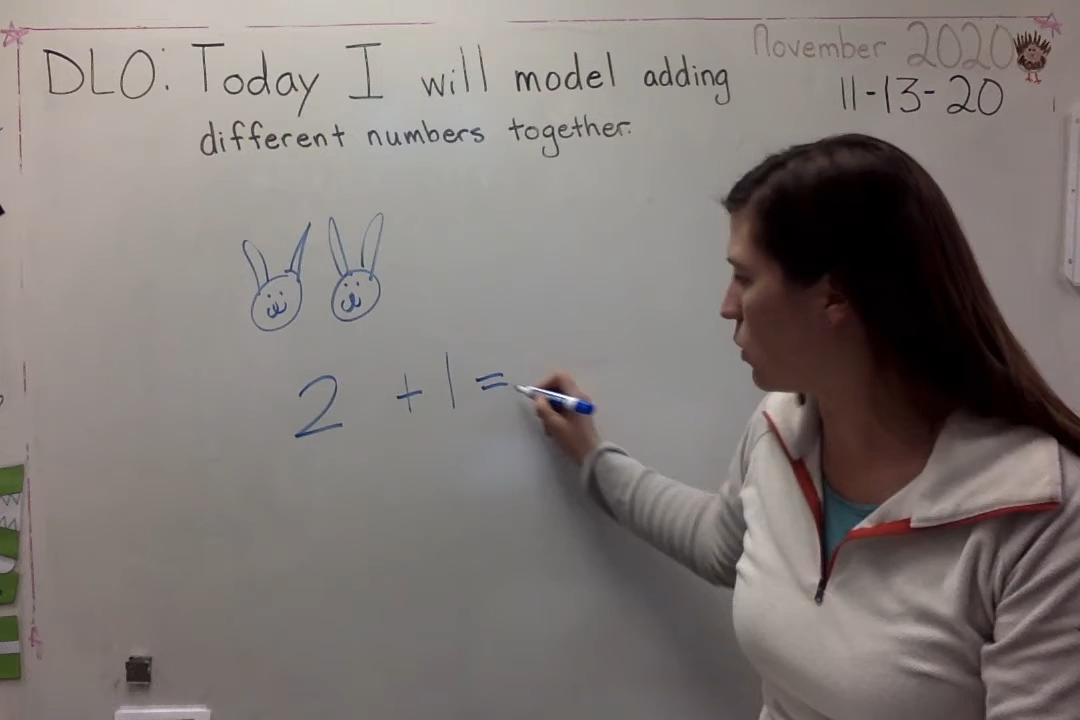 November 2020
DLO: Today I will model adding
11-13-20
different numbers together.
2 + 1 =